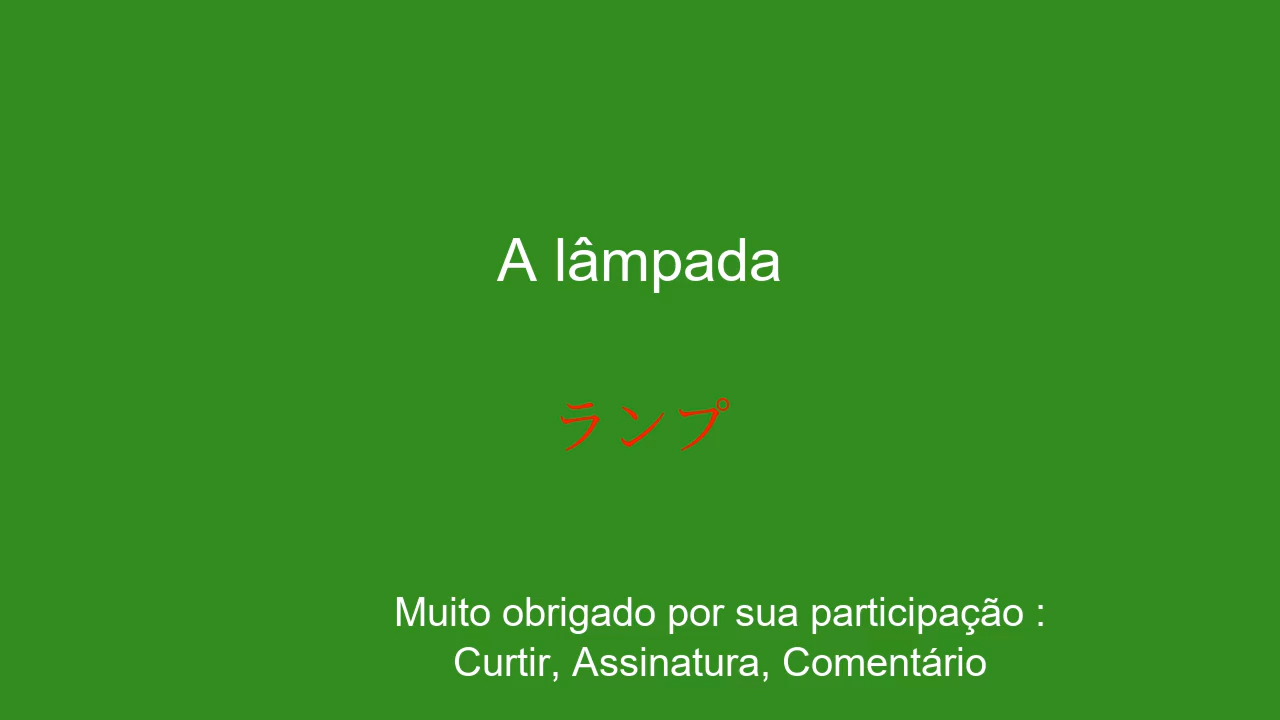 A lâmpada
ランプ
Muito obrigado por sua participação :
Curtir, Assinatura, Comentário